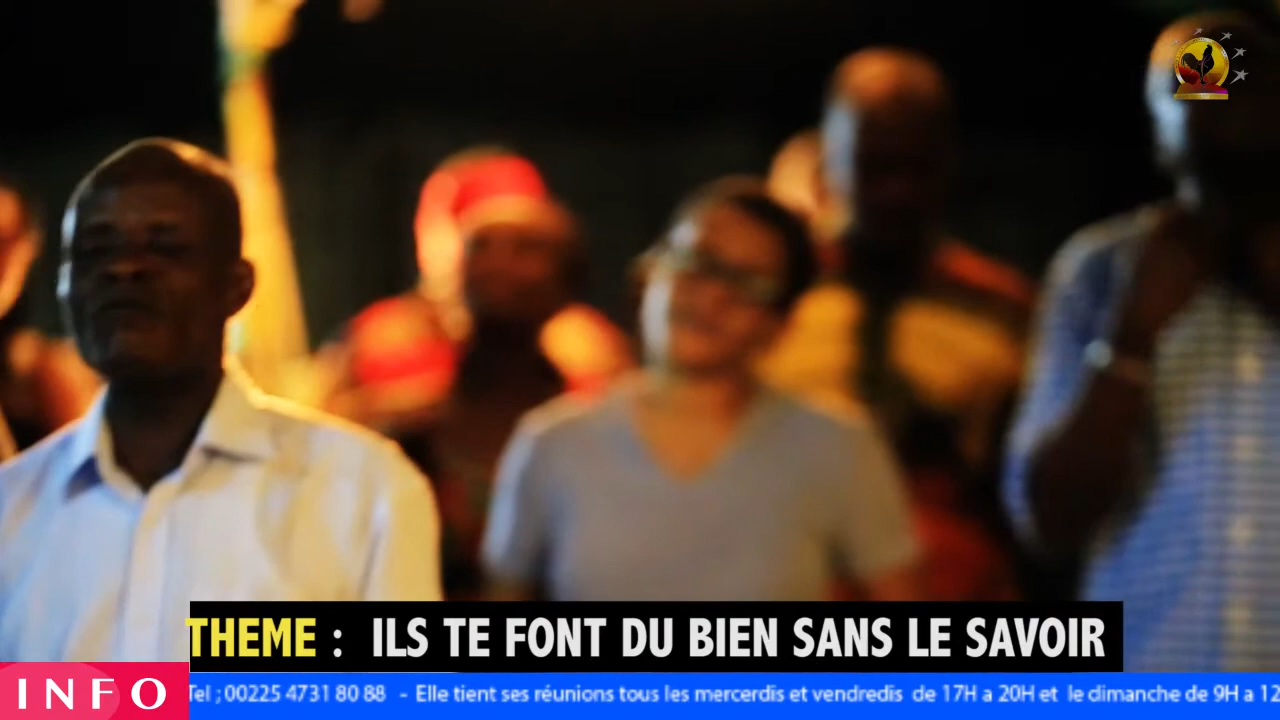 THEME : ILS TE FONT DU BIEN SANS LE SAVOIR
INFO
Tel ; 00225 4731 80 88 - Elle tient ses réunions tous les mercerdis et vendredis de 17H a 20H et le dimanche de 9H a 12